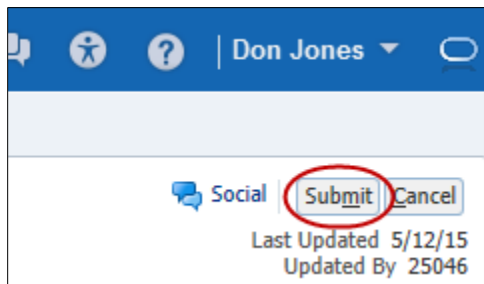 Don Jones
Social Submit Cancel
Last Updated 5/12/15
Updated By 25046